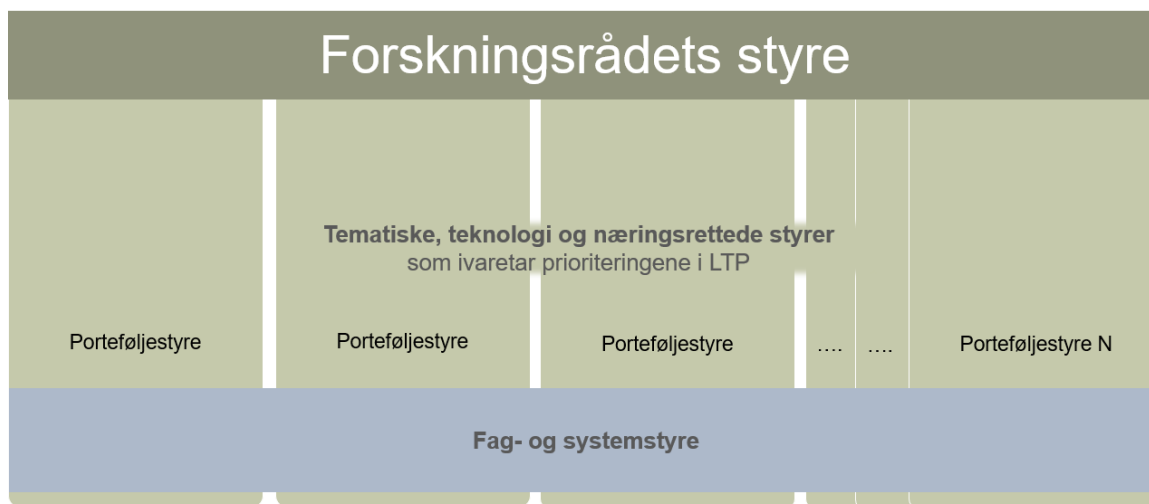 Forskningsrådets styre
Tematiske, teknologi og næringsrettede styrer
som ivaretar prioriteringene i LTP
Porteføljestyre
Porteføljestyre
Porteføljestyre
....
....
Porteføljestyre N
Fag- og systemstyre